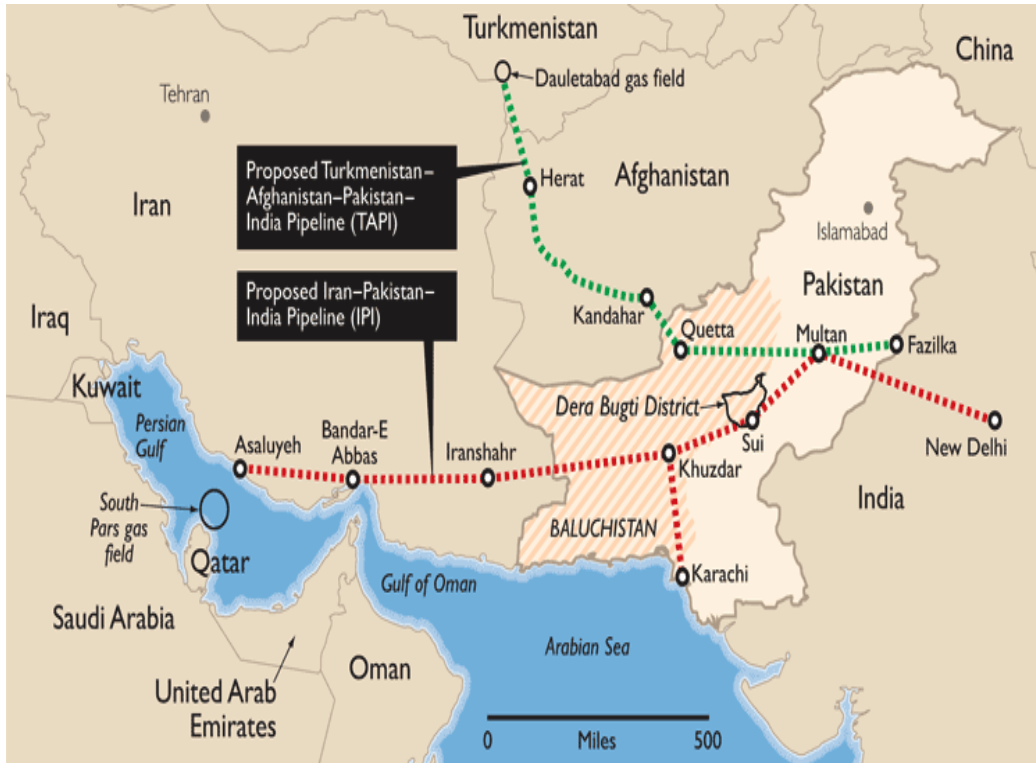 Turkmenistan
China
Dauletabad gas field
Tehran
Proposed Turkmenistan–
Afghanistan–Pakistan–
India Pipeline (TAPI)
Herat
Afghanistan
Iran
Islamabad
Proposed Iran–Pakistan–
India Pipeline (IPI)
Pakistan
Kandahar
Iraq
Quetta
Multan
Fazilka
Kuwait
Dera Bugti District
Persian
Gulf
Asaluyeh
Bandar-E
Abbas
Iranshahr
Sui
New Delhi
Khuzdar
South
Pars gas
field
India
BALUCHISTAN
Qatar
Gulf of Oman
Karachi
Saudi Arabia
Arabian Sea
Oman
United Arab
Emirates
0 Miles 500